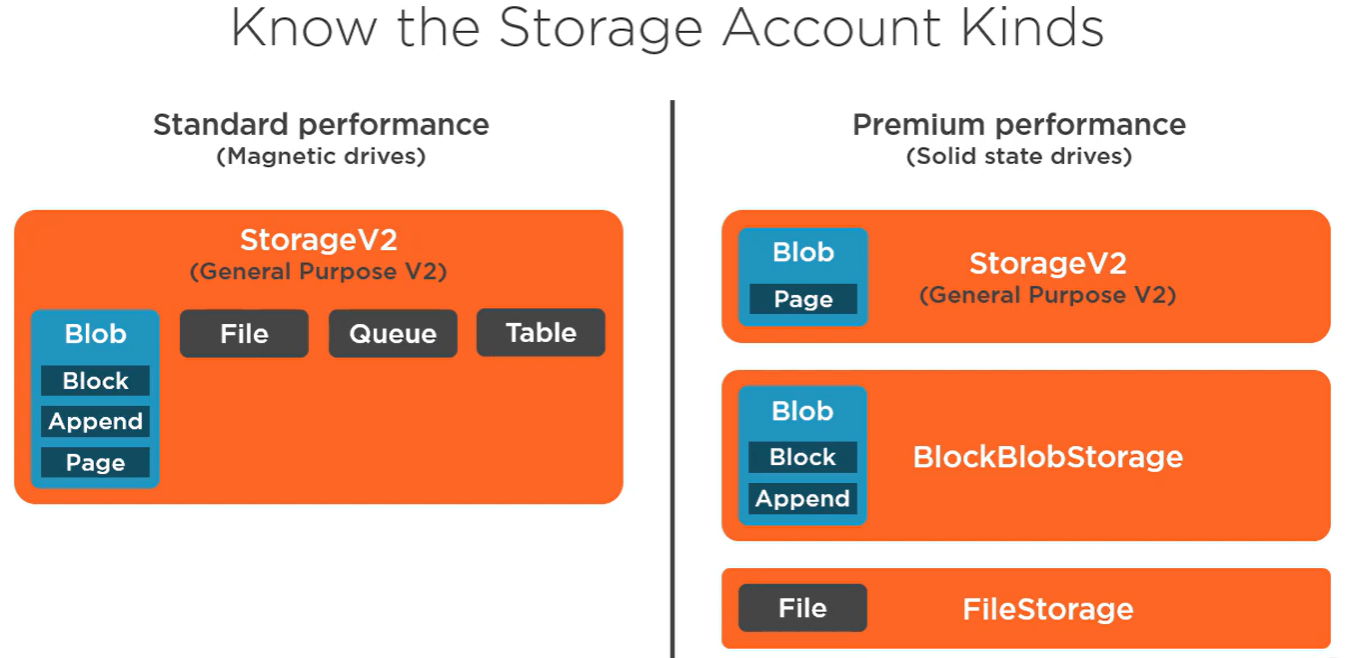 Know the Storage Account Kinds
Standard performance
(Magnetic drives)
StorageV2
(General Purpose V2)
Blob
Block
Append
Page
File
Queue
Table
Premium performance
(Solid state drives)
Blob
Page
StorageV2
(General Purpose V2)
Blob
Block
Append
BlockBlobStorage
File
FileStorage